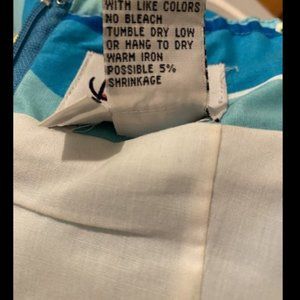 WITH LIKE COLORS
NO BLEACH
TUMBLE DRY LOW
OR HANG TO DRY
WARM IRON
POSSIBLE 5%
SHRINKAGE